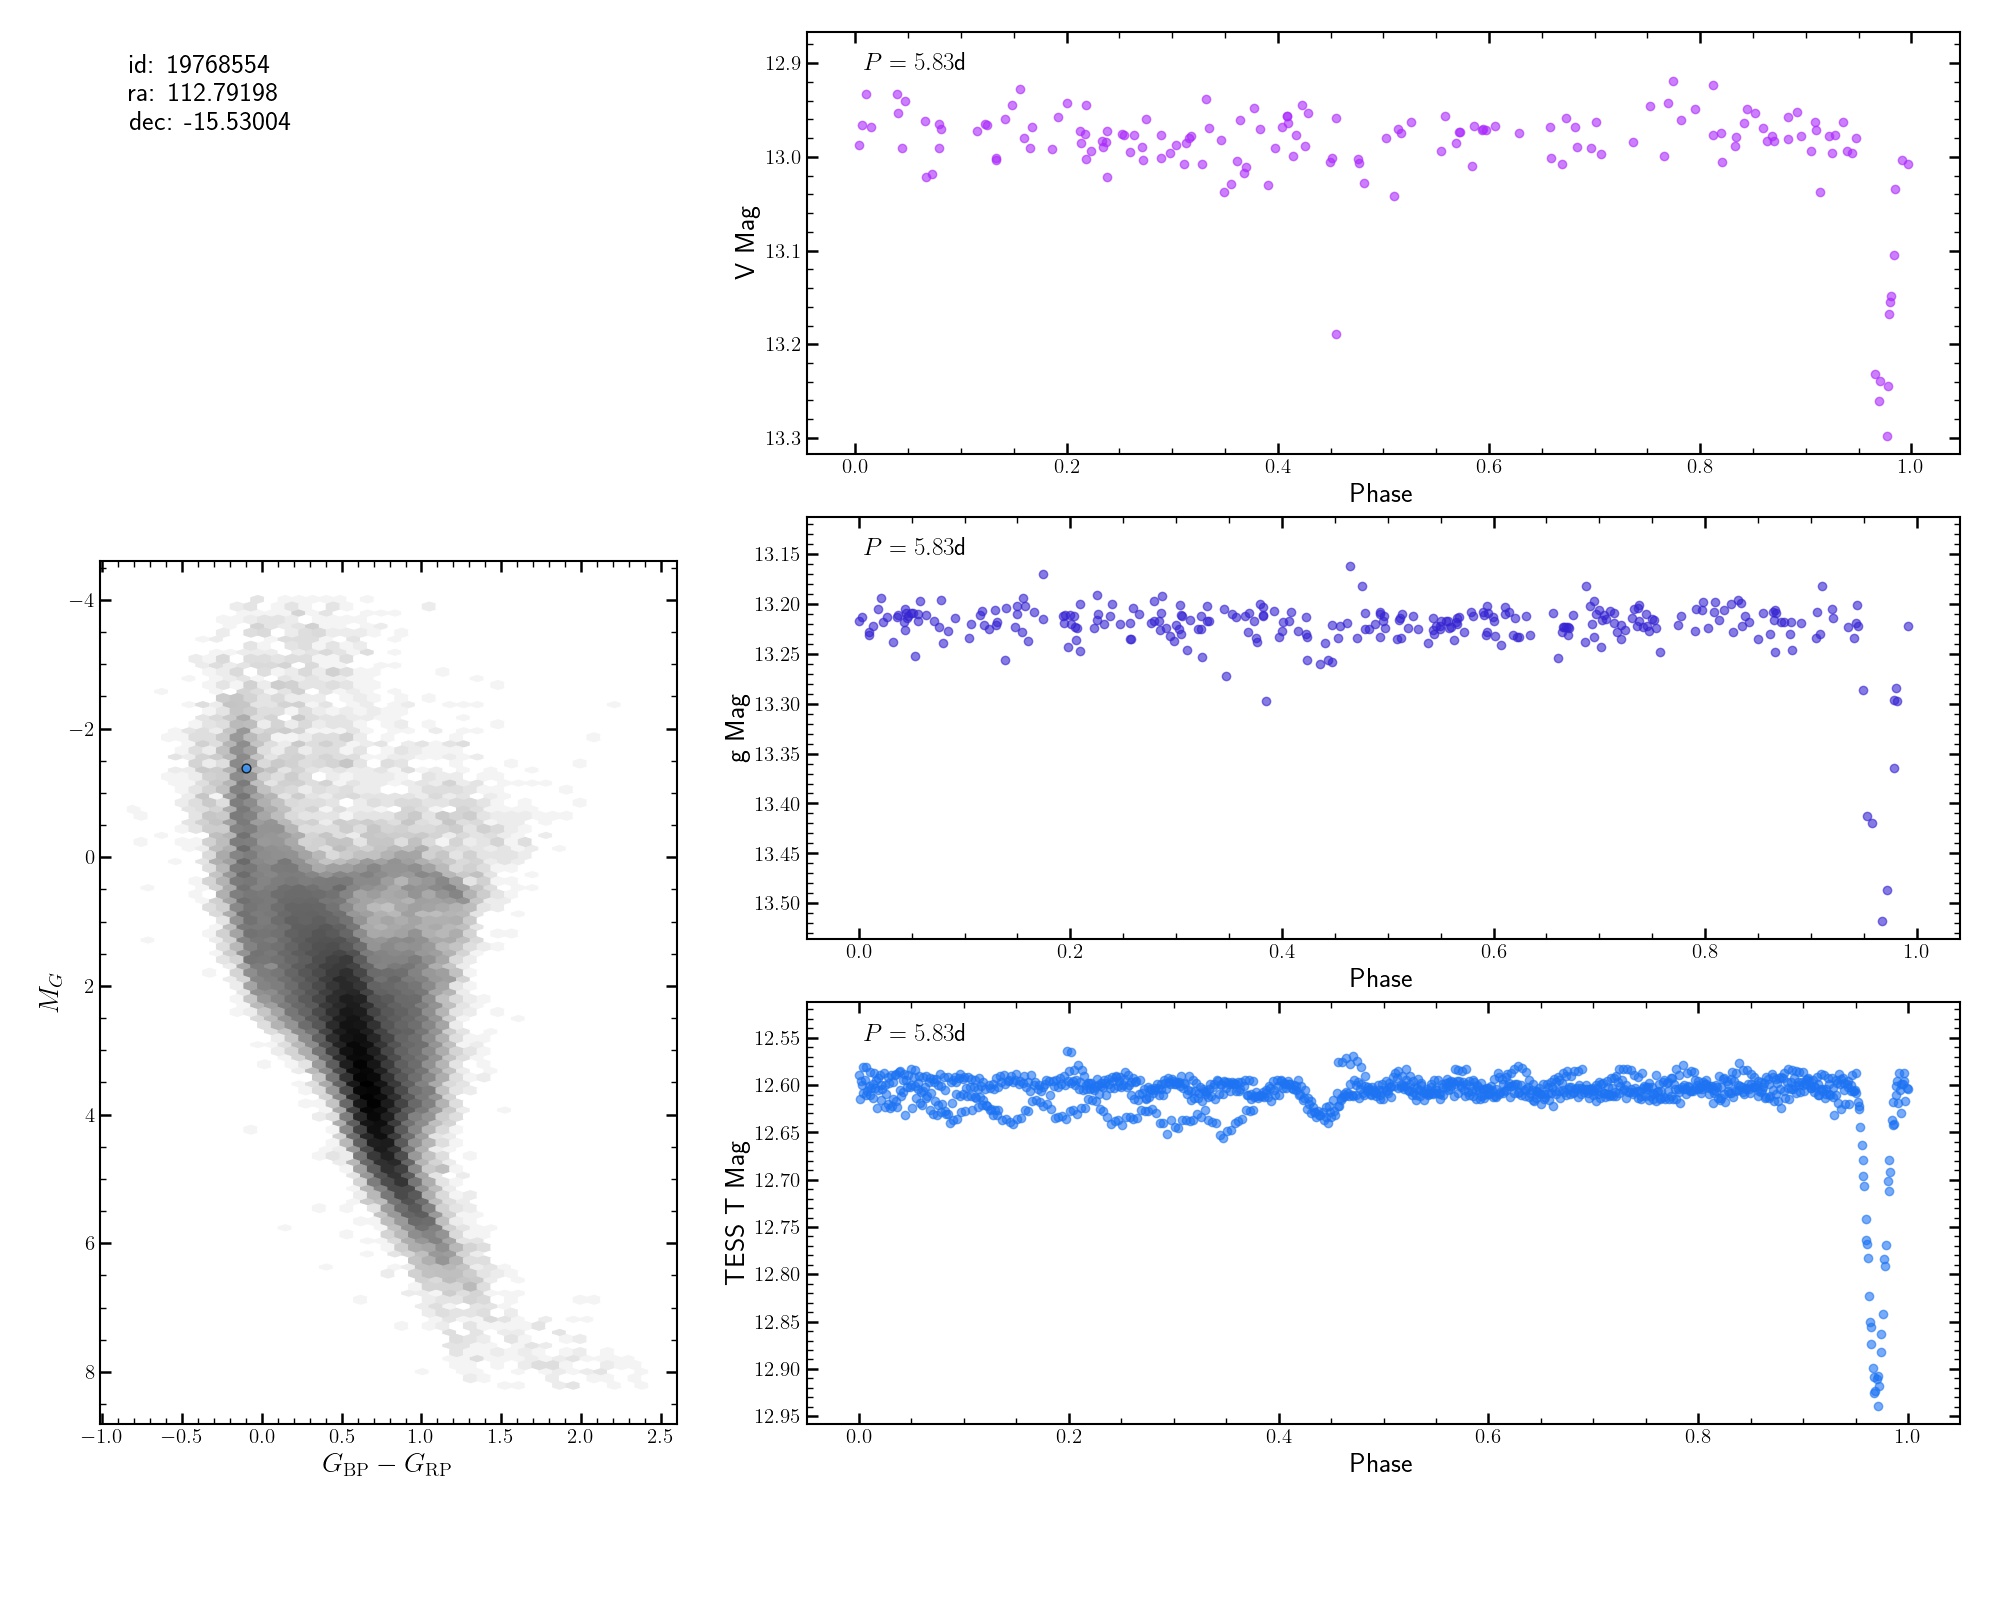 id: 19768554
ra: 112.79198
dec: -15.53004
P = 5.83d
12.9
13.0
13.1
13.2
13.3
V Mag
0.0 0.2 0.4 0.6 0.8 1.0
Phase
P = 5.83d
13.15
13.20
13.25
13.30
13.35
13.40
13.45
13.50
g Mag
0.0 0.2 0.4 0.6 0.8 1.0
Phase
−4
−2
0
2
4
6
8
M_G
−1.0 −0.5 0.0 0.5 1.0 1.5 2.0 2.5
G_BP − G_RP
P = 5.83d
12.55
12.60
12.65
12.70
12.75
12.80
12.85
12.90
12.95
TESS T Mag
0.0 0.2 0.4 0.6 0.8 1.0
Phase